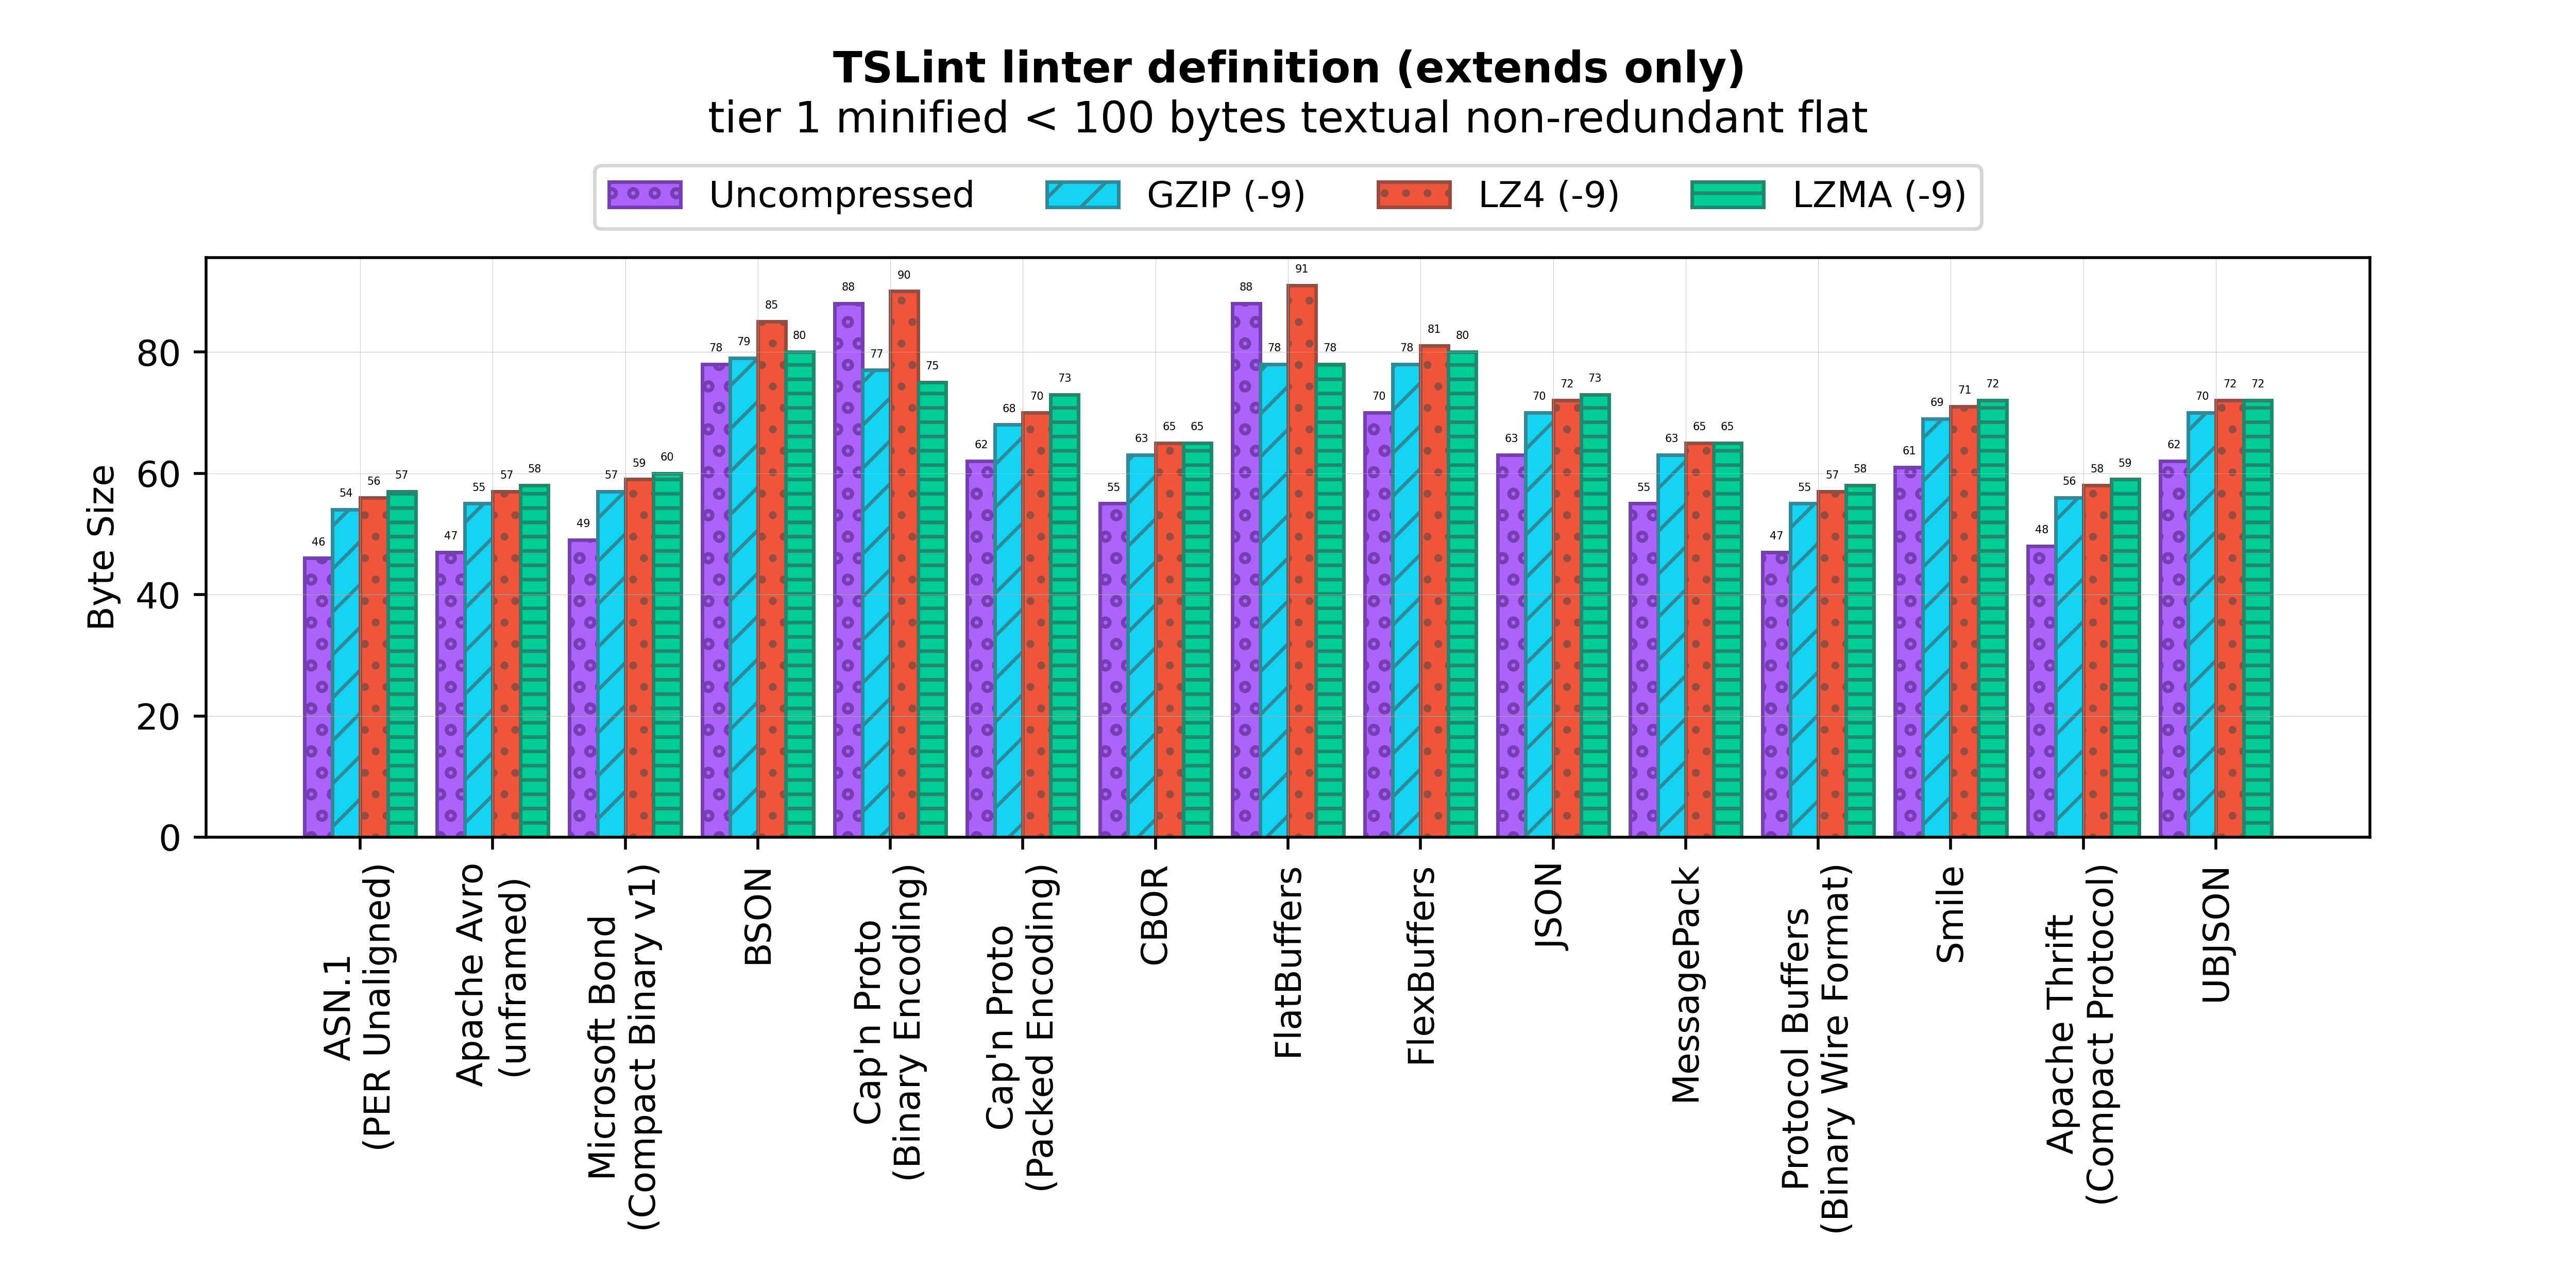 TSLint linter definition (extends only)
tier 1 minified < 100 bytes textual non-redundant flat
Uncompressed
GZIP (-9)
LZ4 (-9)
LZMA (-9)
Byte Size
80
60
40
20
0
46
54
56
57
47
55
57
58
49
57
59
60
78
79
85
80
88
77
90
75
62
68
70
73
55
63
65
65
88
78
91
78
70
78
81
80
63
70
72
73
55
63
65
65
47
55
57
58
61
69
71
72
48
56
58
59
62
70
72
72
ASN.1
(PER Unaligned)
Apache Avro
(unframed)
Microsoft Bond
(Compact Binary v1)
BSON
Cap'n Proto
(Binary Encoding)
Cap'n Proto
(Packed Encoding)
CBOR
FlatBuffers
FlexBuffers
JSON
MessagePack
Protocol Buffers
(Binary Wire Format)
Smile
Apache Thrift
(Compact Protocol)
UBJSON